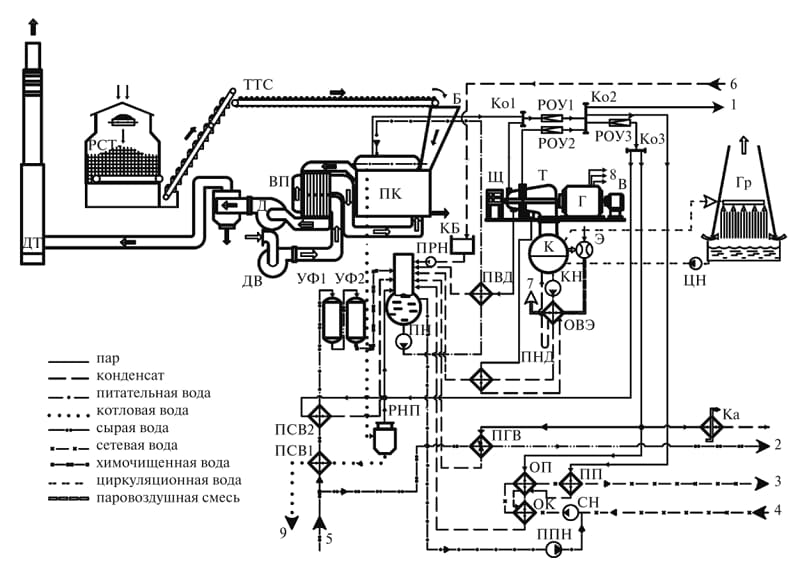 ТТС
Б
6
Ко1
РОУ1
Ко2
1
РОУ2
РОУ3
Ко3
РСТ
ВП
ПК
Щ
Т
8
В
Г
Гр
Д
КБ
К
Э
ДТ
ПРН
ДВ
ПВД
КН
7
ЦН
УФ1
УФ2
ОВЭ
ПН
ПНД
пар
конденсат
питательная вода
котловая вода
сырая вода
сетевая вода
химочищенная вода
циркуляционная вода
паровоздушная смесь
РНП
Ка
ПСВ2
ПГВ
2
ПСВ1
ОП
ПП
3
ОК
СН
4
9
5
ППН